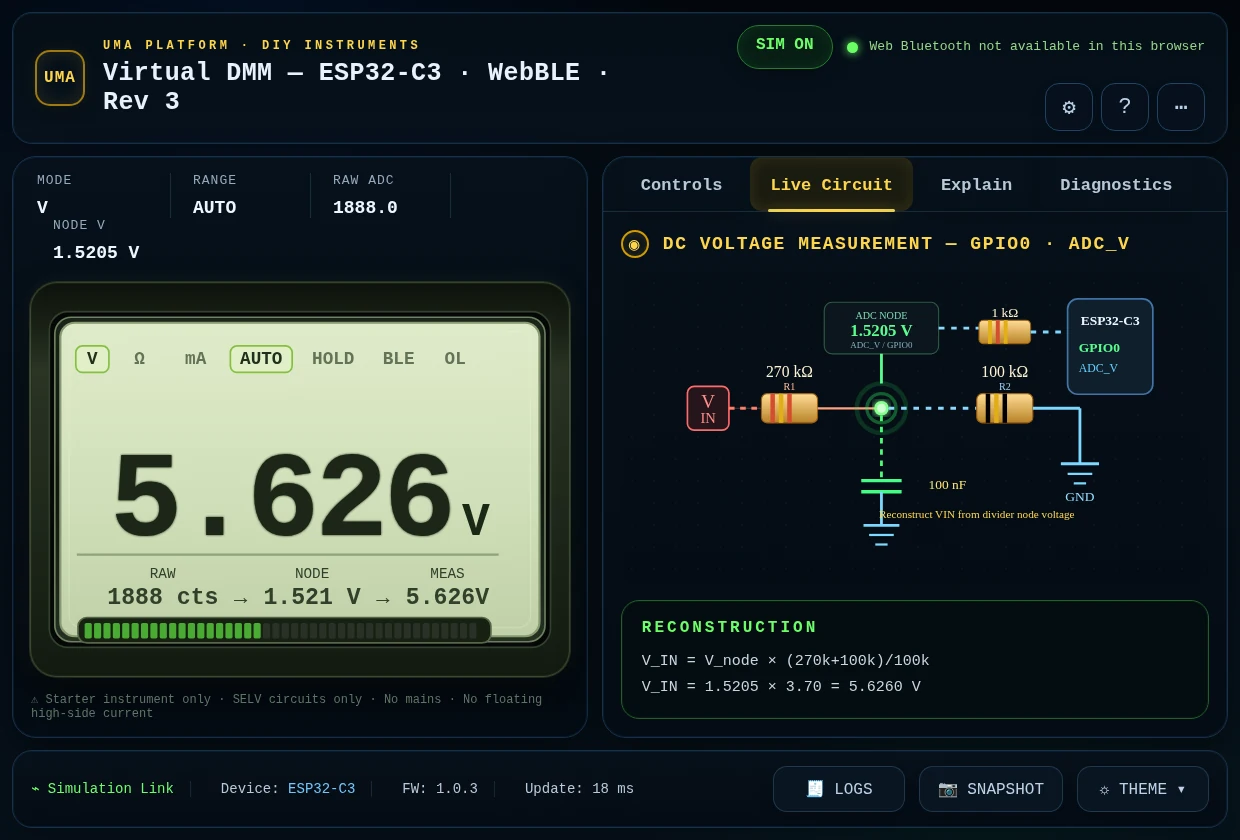 UMA
UMA PLATFORM · DIY INSTRUMENTS
Virtual DMM — ESP32-C3 · WebBLE ·
Rev 3
SIM ON
Web Bluetooth not available in this browser
⚙ ? ⋯
MODE RANGE RAW ADC
V AUTO 1888.0
NODE V
1.5205 V
V Ω mA AUTO HOLD BLE OL
5.626 V
RAW NODE MEAS
1888 cts → 1.521 V → 5.626V
⚠ Starter instrument only · SELV circuits only · No mains · No floating
high-side current
Controls Live Circuit Explain Diagnostics
◉ DC VOLTAGE MEASUREMENT — GPIO0 · ADC_V
ADC NODE
1.5205 V
ADC_V / GPIO0
1 kΩ
ESP32-C3
GPIO0
ADC_V
270 kΩ
R1
100 kΩ
R2
V
IN
100 nF
GND
Reconstruct VIN from divider node voltage
RECONSTRUCTION
V_IN = V_node × (270k+100k)/100k
V_IN = 1.5205 × 3.70 = 5.6260 V
⌁ Simulation Link Device: ESP32-C3 FW: 1.0.3 Update: 18 ms
🧾 LOGS 📷 SNAPSHOT ☼ THEME ▾